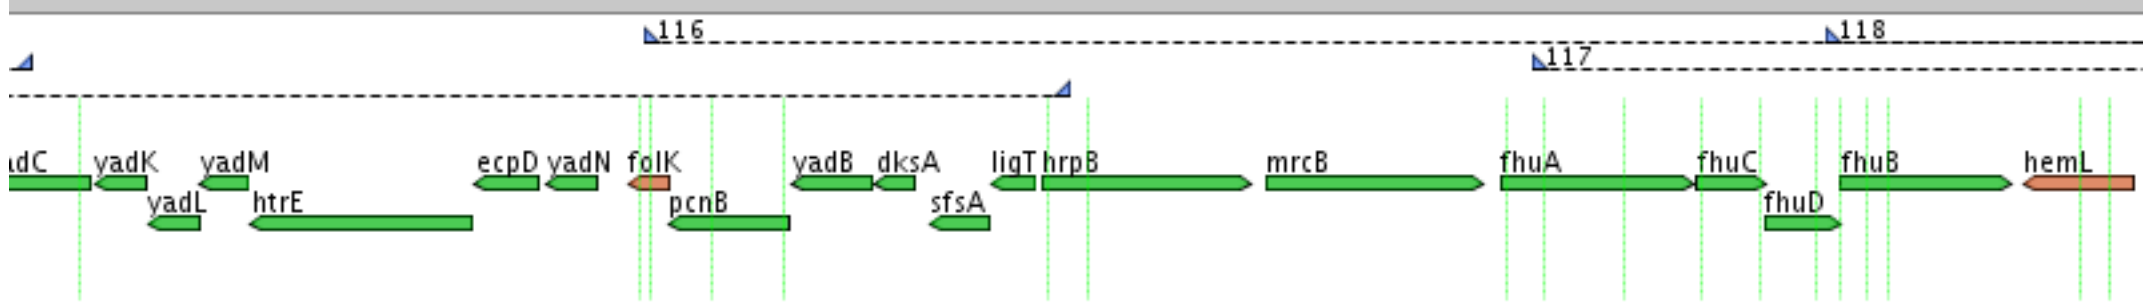 116
118
117
adC yadK yadM ecpD yadN folK yadB dksA ligT hrpB mrcB fhuA fhuC fhuB hemL
yadL htrE pcnB sfsA fhuD